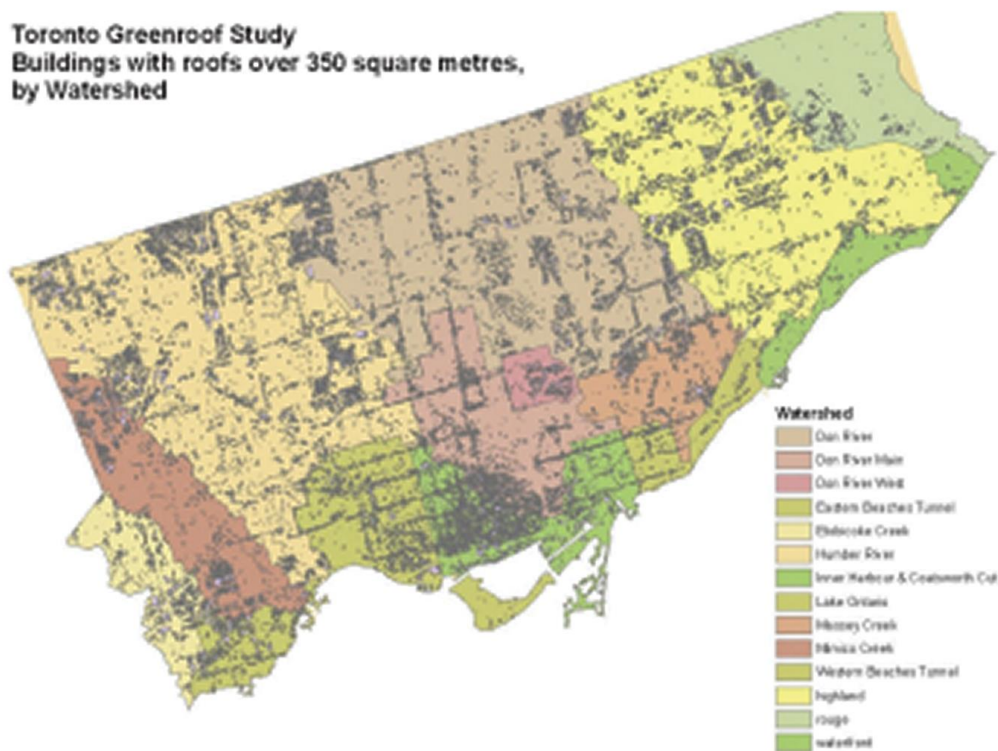 Toronto Greenroof Study
Buildings with roofs over 350 square metres,
by Watershed
Watershed
Don River
Don River Main
Don River West
Eastern Beaches Tunnel
Etobicoke Creek
Humber River
Inner Harbour & Coatsworth Cut
Lake Ontario
Massey Creek
Mimico Creek
Western Beaches Tunnel
highland
rouge
waterfront